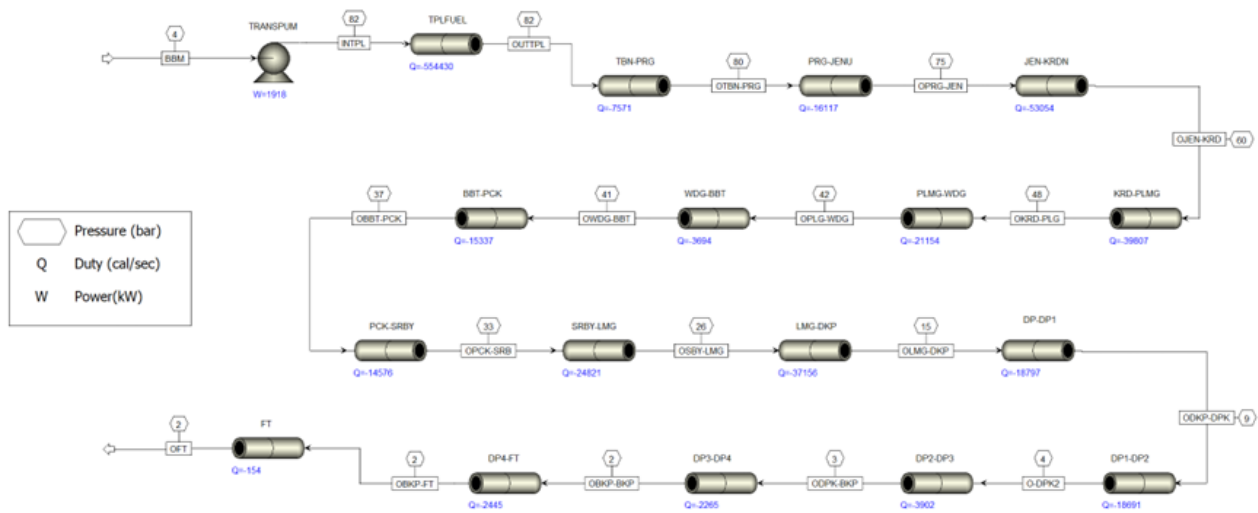 TRANSPUM
TPLFUEL
4
82
82
BBM
INTPL
OUTTPL
W=1918
Q=-554430
TBN-PRG
80
PRG-JENU
75
JEN-KRDN
OTBN-PRG
OPRG-JEN
Q=-7571
Q=-16117
Q=-53054
OJEN-KRD
60
37
BBT-PCK
41
WDG-BBT
42
PLMG-WDG
48
KRD-PLMG
OBBT-PCK
OWDG-BBT
OPLG-WDG
OKRD-PLG
Q=-15337
Q=-3694
Q=-21154
Q=-39807
Pressure (bar)
Q Duty (cal/sec)
W Power(kW)
PCK-SRBY
33
SRBY-LMG
26
LMG-DKP
15
DP-DP1
OPCK-SRB
OSBY-LMG
OLMG-DKP
Q=-14576
Q=-24821
Q=-37156
Q=-18797
ODKP-DPK
9
2
FT
2
DP4-FT
2
DP3-DP4
3
DP2-DP3
4
DP1-DP2
OFT
OBKP-FT
OBKP-BKP
ODPK-BKP
O-DPK2
Q=-154
Q=-2445
Q=-2265
Q=-3902
Q=-18691